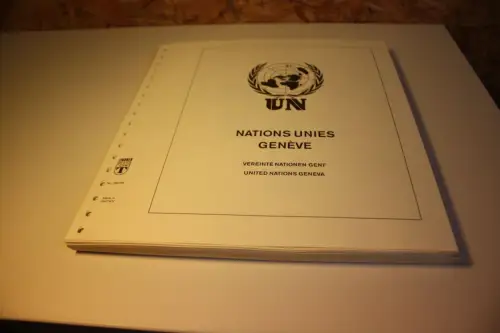 UN
NATIONS UNIES
GENÈVE
VEREINTE NATIONEN GENF
UNITED NATIONS GENEVA